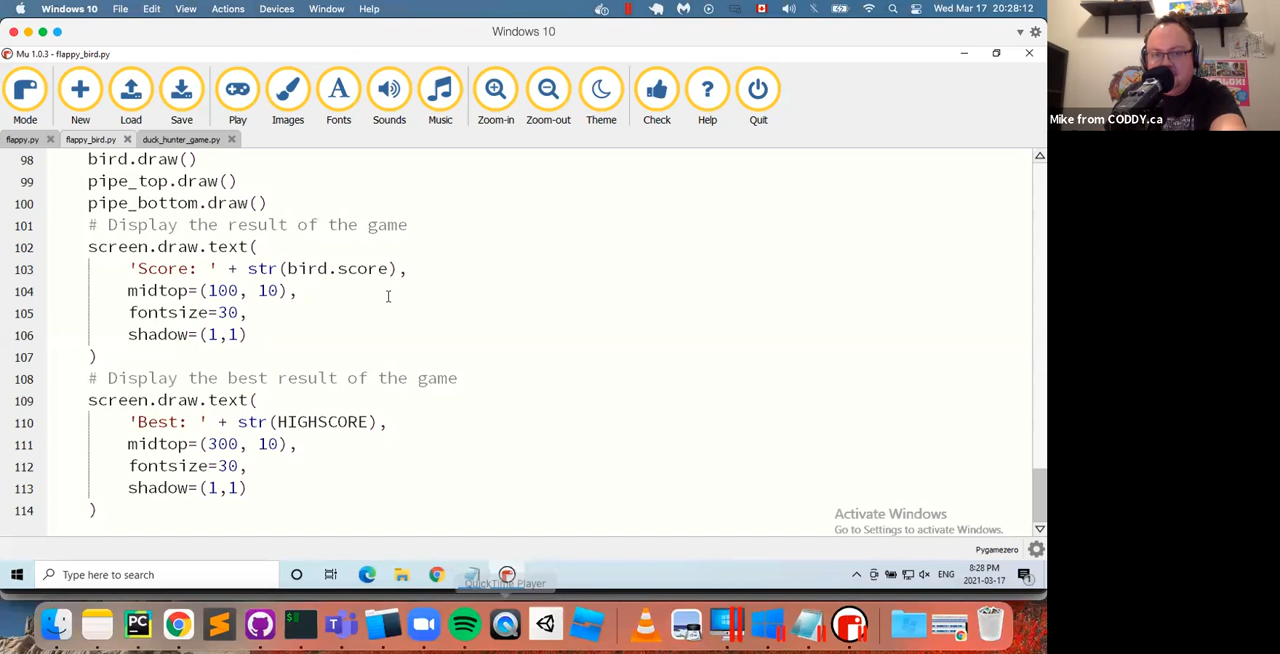 Windows 10 File Edit View Actions Devices Window Help Wed Mar 17 20:28:12
Windows 10
Mu 1.0.3 - flappy_bird.py
Mode New Load Save Play Images Fonts Sounds Music Zoom-in Zoom-out Theme Check Help Quit
flappy.py flappy_bird.py duck_hunter_game.py
98 bird.draw()
99 pipe_top.draw()
100 pipe_bottom.draw()
101 # Display the result of the game
102 screen.draw.text(
103 'Score: ' + str(bird.score),
104 midtop=(100, 10),
105 fontsize=30,
106 shadow=(1,1)
107 )
108 # Display the best result of the game
109 screen.draw.text(
110 'Best: ' + str(HIGHSCORE),
111 midtop=(300, 10),
112 fontsize=30,
113 shadow=(1,1)
114 )
Activate Windows
Go to Settings to activate Windows.
Pygamezero
Type here to search
ENG
8:28 PM
2021-03-17
QuickTime Player
PC
Mike from CODDY.ca